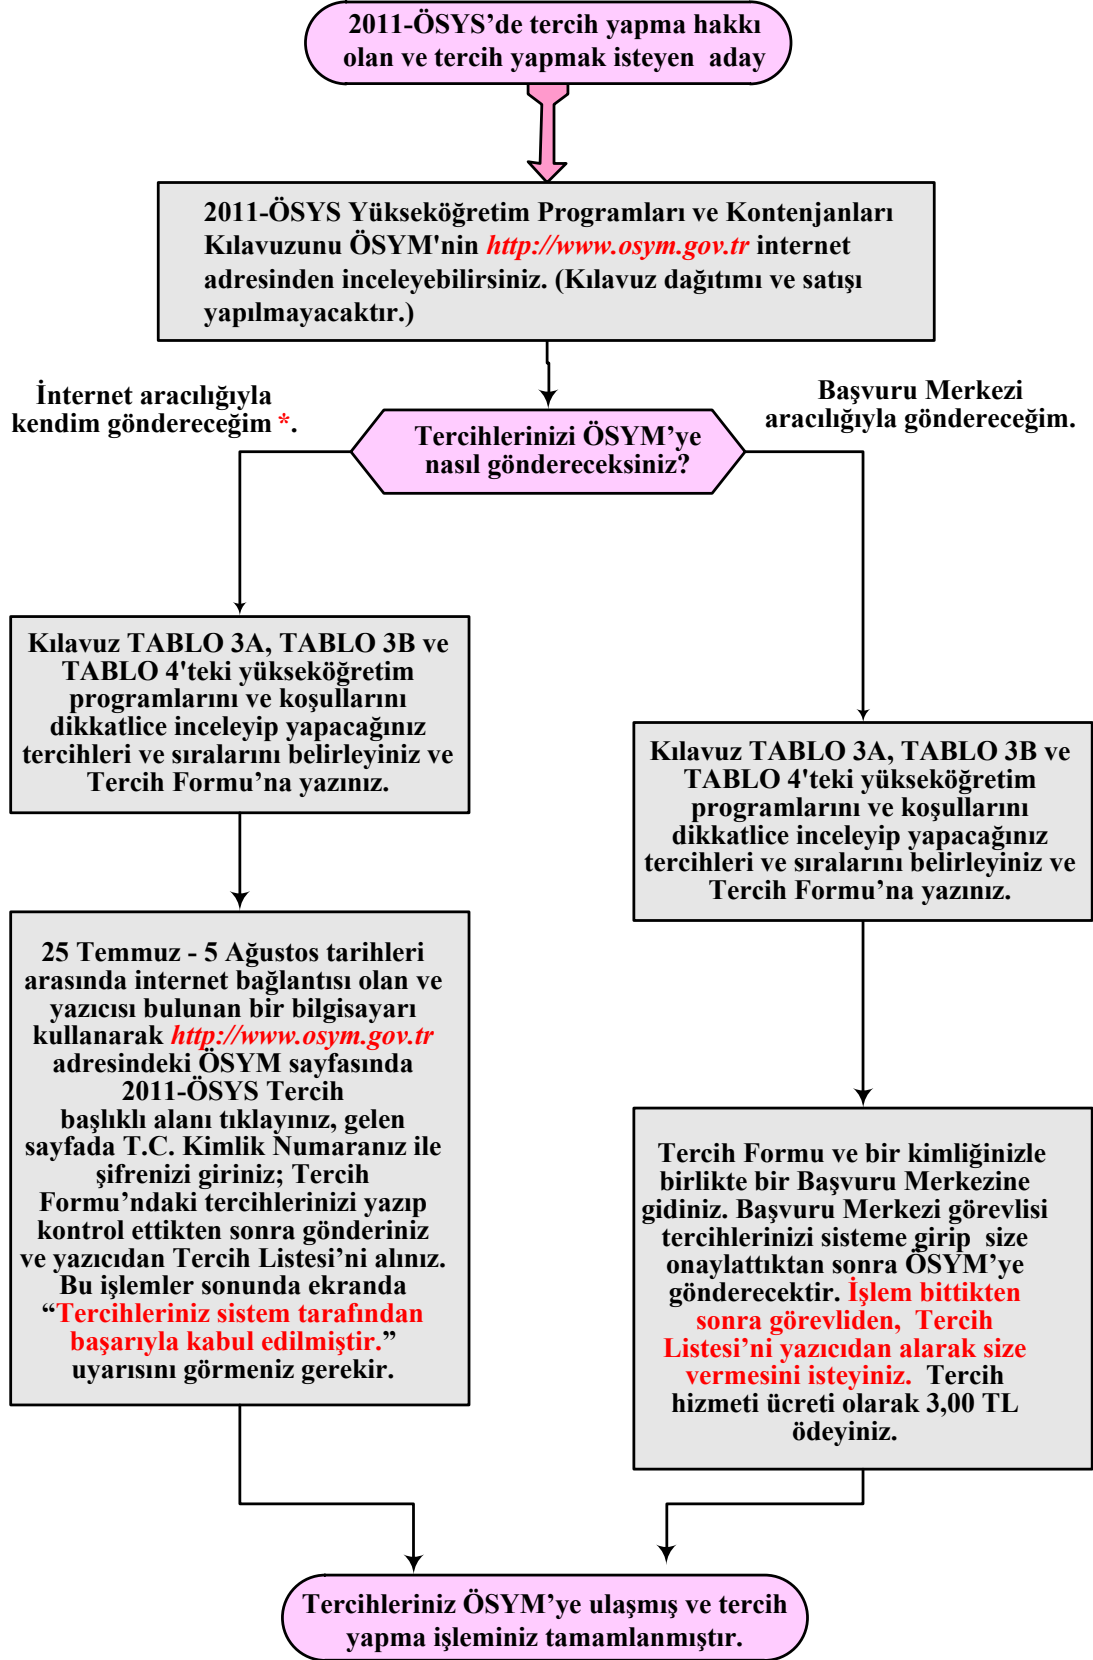 2011-ÖSYS’de tercih yapma hakkı
olan ve tercih yapmak isteyen aday
2011-ÖSYS Yükseköğretim Programları ve Kontenjanları
Kılavuzunu ÖSYM'nin http://www.osym.gov.tr internet
adresinden inceleyebilirsiniz. (Kılavuz dağıtımı ve satışı
yapılmayacaktır.)
İnternet aracılığıyla
kendim göndereceğim *.
Başvuru Merkezi
aracılığıyla göndereceğim.
Tercihlerinizi ÖSYM’ye
nasıl göndereceksiniz?
Kılavuz TABLO 3A, TABLO 3B ve
TABLO 4'teki yükseköğretim
programlarını ve koşullarını
dikkatlice inceleyip yapacağınız
tercihleri ve sıralarını belirleyiniz ve
Tercih Formu’na yazınız.
25 Temmuz - 5 Ağustos tarihleri
arasında internet bağlantısı olan ve
yazıcısı bulunan bir bilgisayarı
kullanarak http://www.osym.gov.tr
adresindeki ÖSYM sayfasında
2011-ÖSYS Tercih
başlıklı alanı tıklayınız, gelen
sayfada T.C. Kimlik Numaranız ile
şifrenizi giriniz; Tercih
Formu’ndaki tercihlerinizi yazıp
kontrol ettikten sonra gönderiniz
ve yazıcıdan Tercih Listesi’ni alınız.
Bu işlemler sonunda ekranda
“Tercihleriniz sistem tarafından
başarıyla kabul edilmiştir.”
uyarısını görmeniz gerekir.
Kılavuz TABLO 3A, TABLO 3B ve
TABLO 4'teki yükseköğretim
programlarını ve koşullarını
dikkatlice inceleyip yapacağınız
tercihleri ve sıralarını belirleyiniz ve
Tercih Formu’na yazınız.
Tercih Formu ve bir kimliğinizle
birlikte bir Başvuru Merkezine
gidiniz. Başvuru Merkezi görevlisi
tercihlerinizi sisteme girip size
onaylattıktan sonra ÖSYM’ye
gönderecektir. İşlem bittikten
sonra görevliden, Tercih
Listesi’ni yazıcıdan alarak size
vermesini isteyiniz. Tercih
hizmeti ücreti olarak 3,00 TL
ödeyiniz.
Tercihleriniz ÖSYM’ye ulaşmış ve tercih
yapma işleminiz tamamlanmıştır.